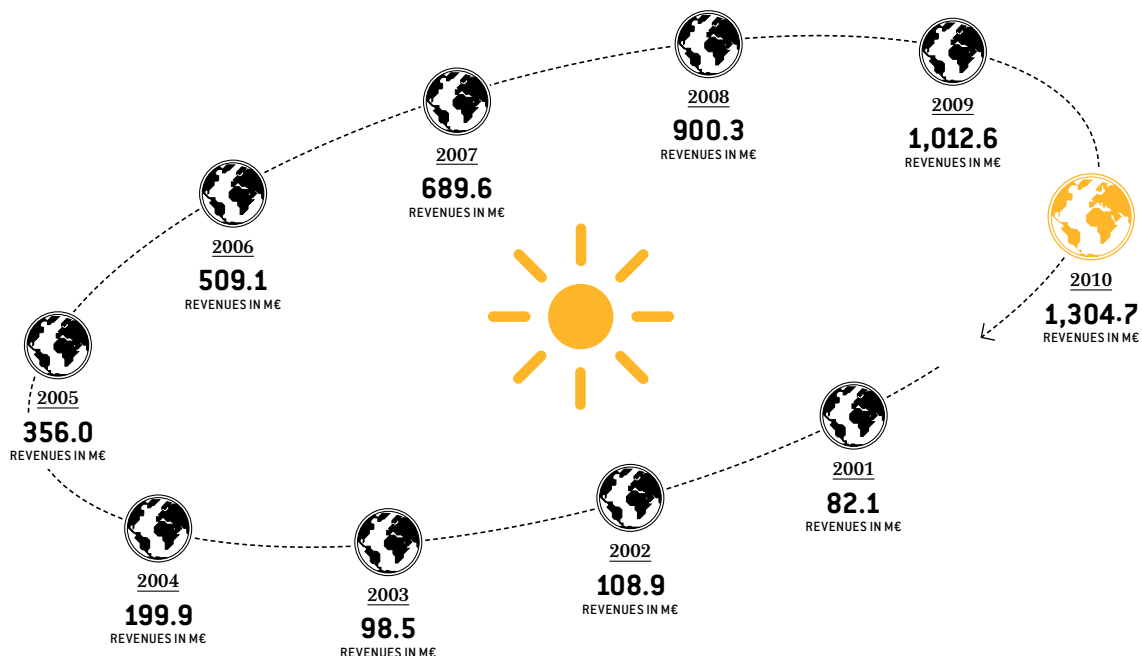 2008
900.3
REVENUES IN M€
2009
1,012.6
REVENUES IN M€
2007
689.6
REVENUES IN M€
2006
509.1
REVENUES IN M€
2010
1,304.7
REVENUES IN M€
2005
356.0
REVENUES IN M€
2001
82.1
REVENUES IN M€
2002
108.9
REVENUES IN M€
2004
199.9
REVENUES IN M€
2003
98.5
REVENUES IN M€